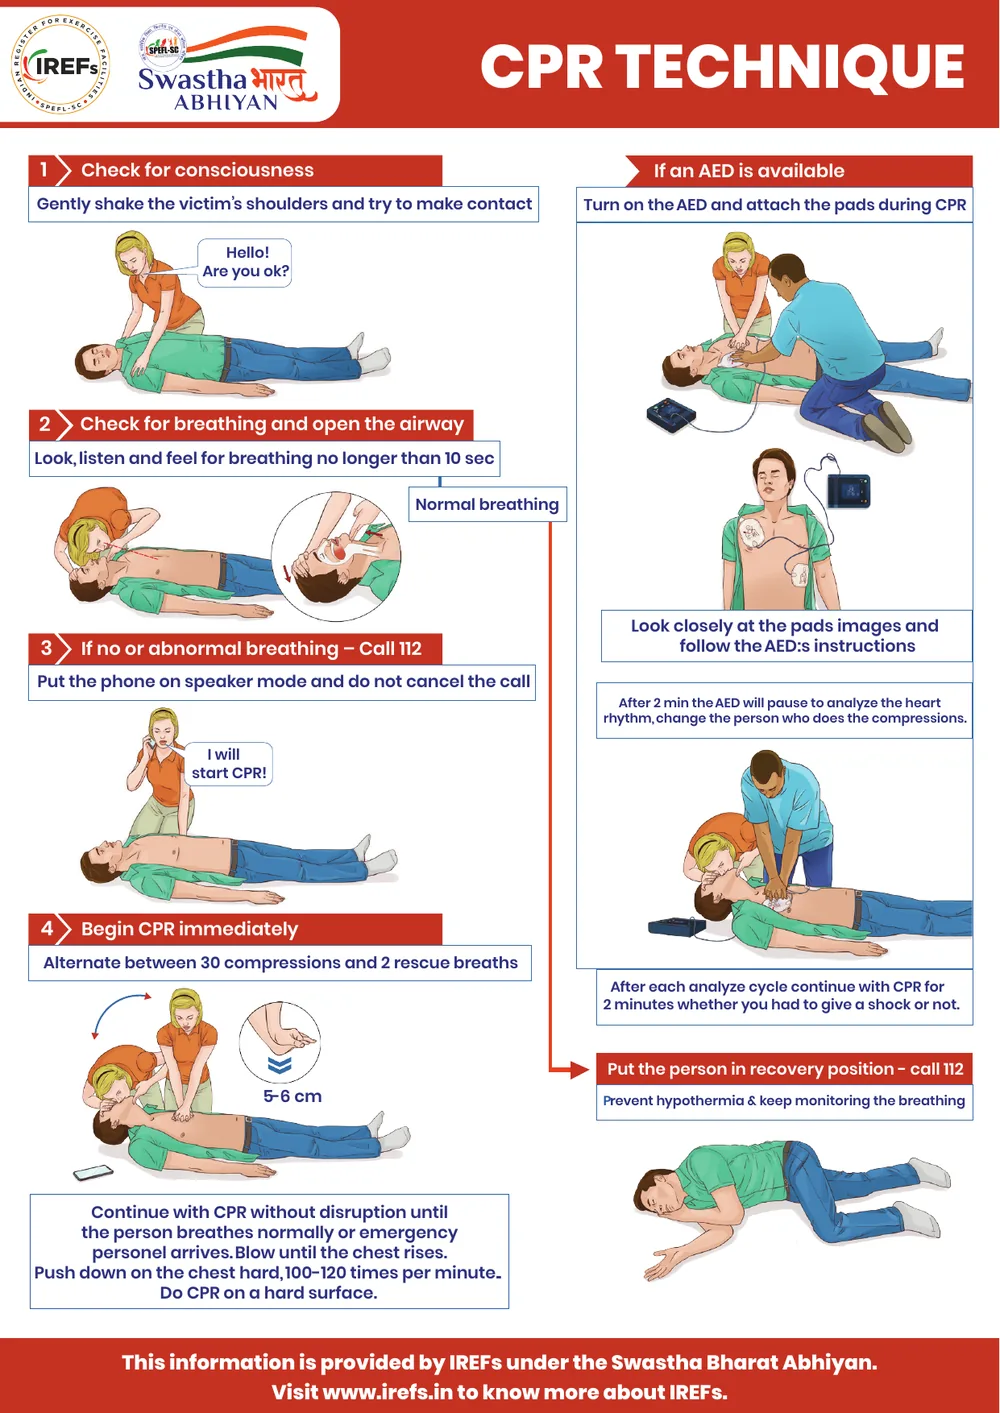 INDIAN REGISTER FOR EXERCISE FACILITIES
IREFs
SPEFL-SC
SPEFL-SC
Swastha भारत
ABHIYAN
CPR TECHNIQUE
1 Check for consciousness
Gently shake the victim's shoulders and try to make contact
Hello!
Are you ok?
2 Check for breathing and open the airway
Look, listen and feel for breathing no longer than 10 sec
Normal breathing
3 If no or abnormal breathing – Call 112
Put the phone on speaker mode and do not cancel the call
I will
start CPR!
4 Begin CPR immediately
Alternate between 30 compressions and 2 rescue breaths
5-6 cm
Continue with CPR without disruption until
the person breathes normally or emergency
personel arrives. Blow until the chest rises.
Push down on the chest hard, 100-120 times per minute..
Do CPR on a hard surface.
If an AED is available
Turn on the AED and attach the pads during CPR
Look closely at the pads images and
follow the AED:s instructions
After 2 min the AED will pause to analyze the heart
rhythm, change the person who does the compressions.
After each analyze cycle continue with CPR for
2 minutes whether you had to give a shock or not.
Put the person in recovery position - call 112
Prevent hypothermia & keep monitoring the breathing
This information is provided by IREFs under the Swastha Bharat Abhiyan.
Visit www.irefs.in to know more about IREFs.